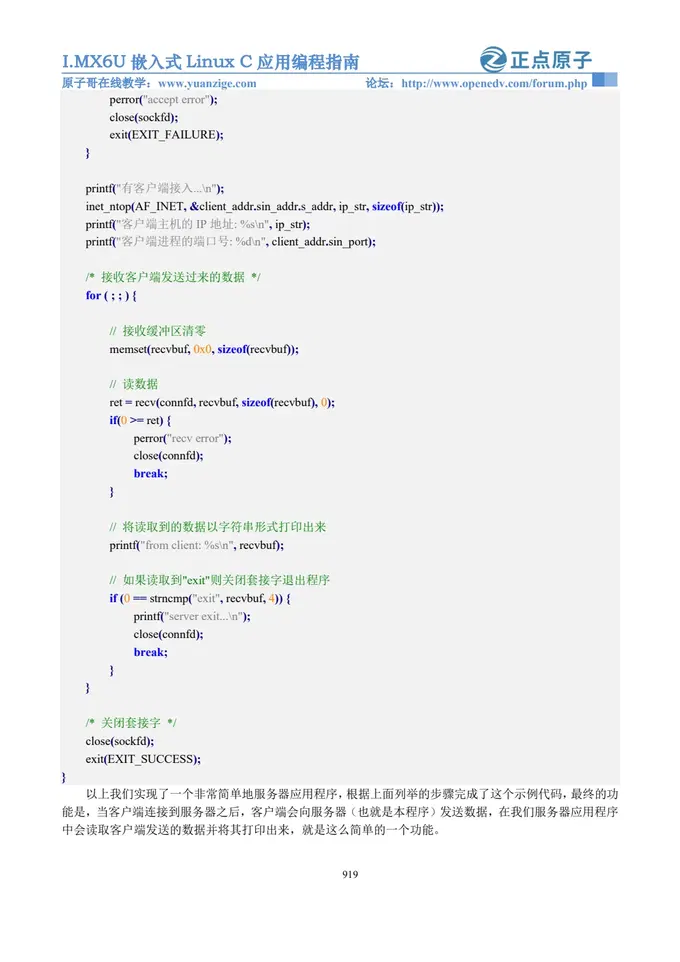 I.MX6U 嵌入式 Linux C 应用编程指南
正点原子
原子哥在线教学：www.yuanzige.com 论坛：http://www.openedv.com/forum.php
perror("accept error");
close(sockfd);
exit(EXIT_FAILURE);
}
printf("有客户端接入...\n");
inet_ntop(AF_INET, &client_addr.sin_addr.s_addr, ip_str, sizeof(ip_str));
printf("客户端主机的 IP 地址: %s\n", ip_str);
printf("客户端进程的端口号: %d\n", client_addr.sin_port);
/* 接收客户端发送过来的数据 */
for ( ; ; ) {
// 接收缓冲区清零
memset(recvbuf, 0x0, sizeof(recvbuf));
// 读数据
ret = recv(connfd, recvbuf, sizeof(recvbuf), 0);
if(0 >= ret) {
perror("recv error");
close(connfd);
break;
}
// 将读取到的数据以字符串形式打印出来
printf("from client: %s\n", recvbuf);
// 如果读取到"exit"则关闭套接字退出程序
if (0 == strncmp("exit", recvbuf, 4)) {
printf("server exit...\n");
close(connfd);
break;
}
}
/* 关闭套接字 */
close(sockfd);
exit(EXIT_SUCCESS);
}
以上我们实现了一个非常简单地服务器应用程序，根据上面列举的步骤完成了这个示例代码，最终的功
能是，当客户端连接到服务器之后，客户端会向服务器（也就是本程序）发送数据，在我们服务器应用程序
中会读取客户端发送的数据并将其打印出来，就是这么简单的一个功能。
919